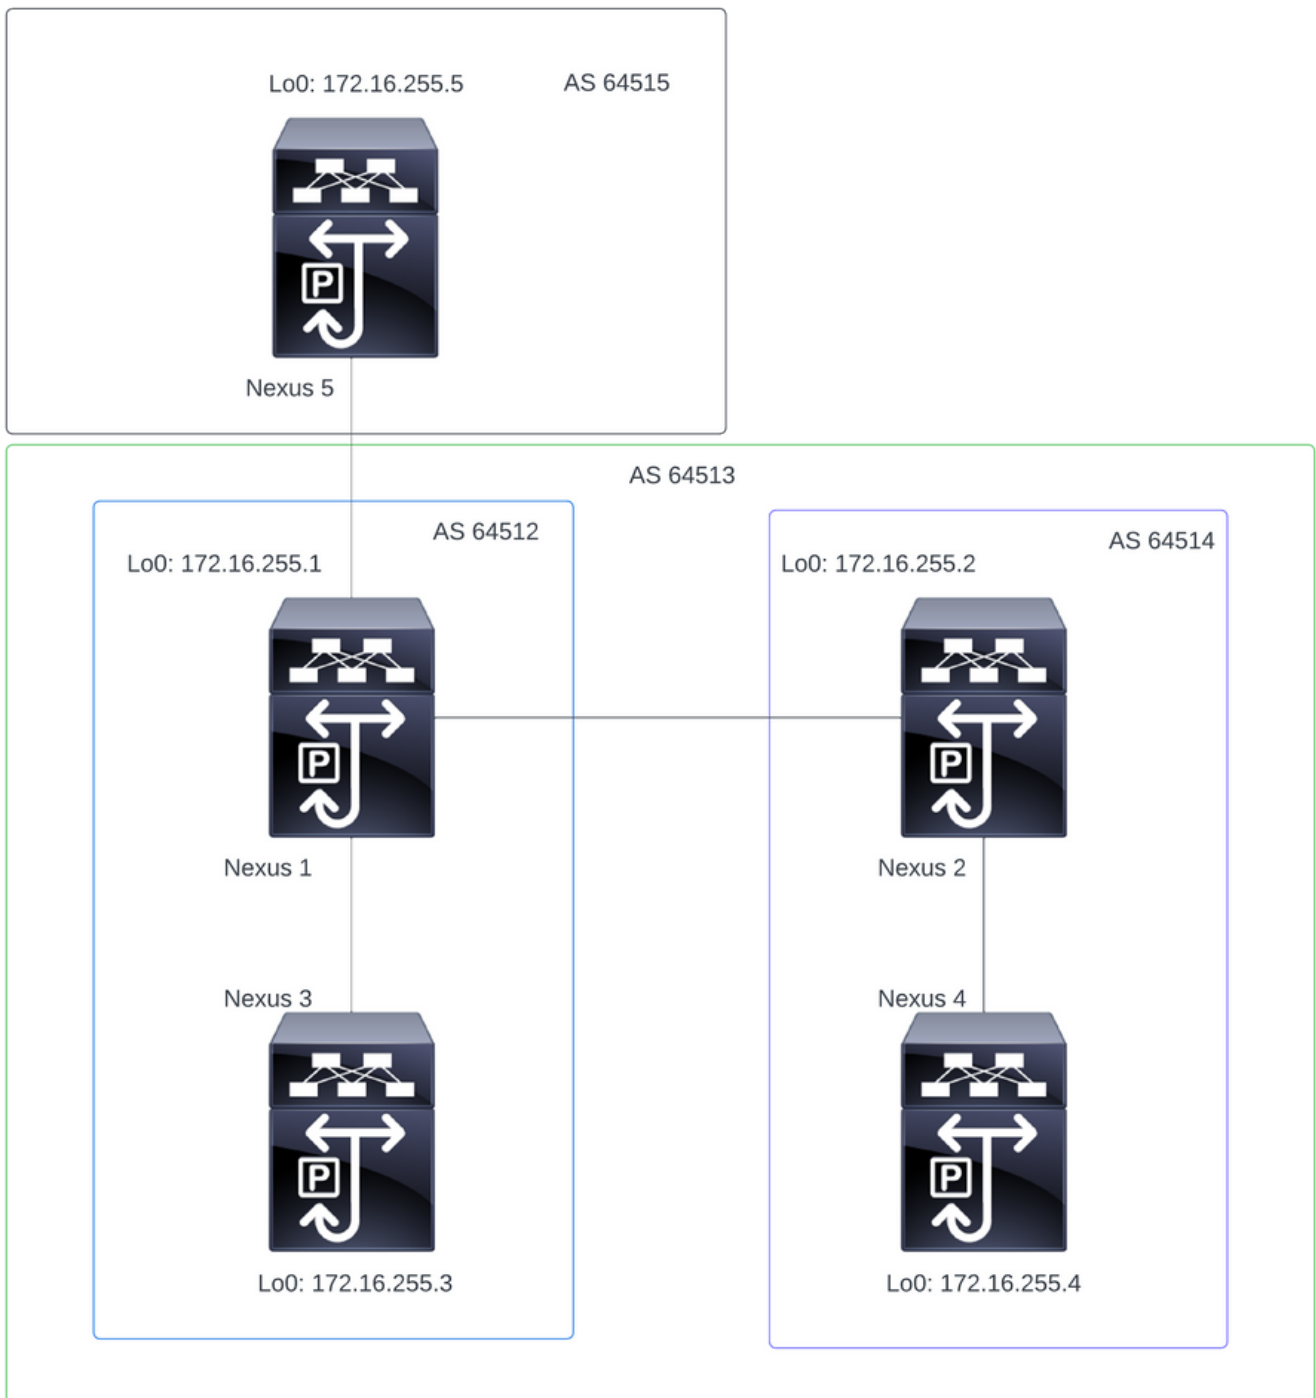 Lo0: 172.16.255.5
AS 64515
P
Nexus 5
AS 64513
AS 64512
AS 64514
Lo0: 172.16.255.1
Lo0: 172.16.255.2
P
P
Nexus 1
Nexus 2
Nexus 3
Nexus 4
P
P
Lo0: 172.16.255.3
Lo0: 172.16.255.4